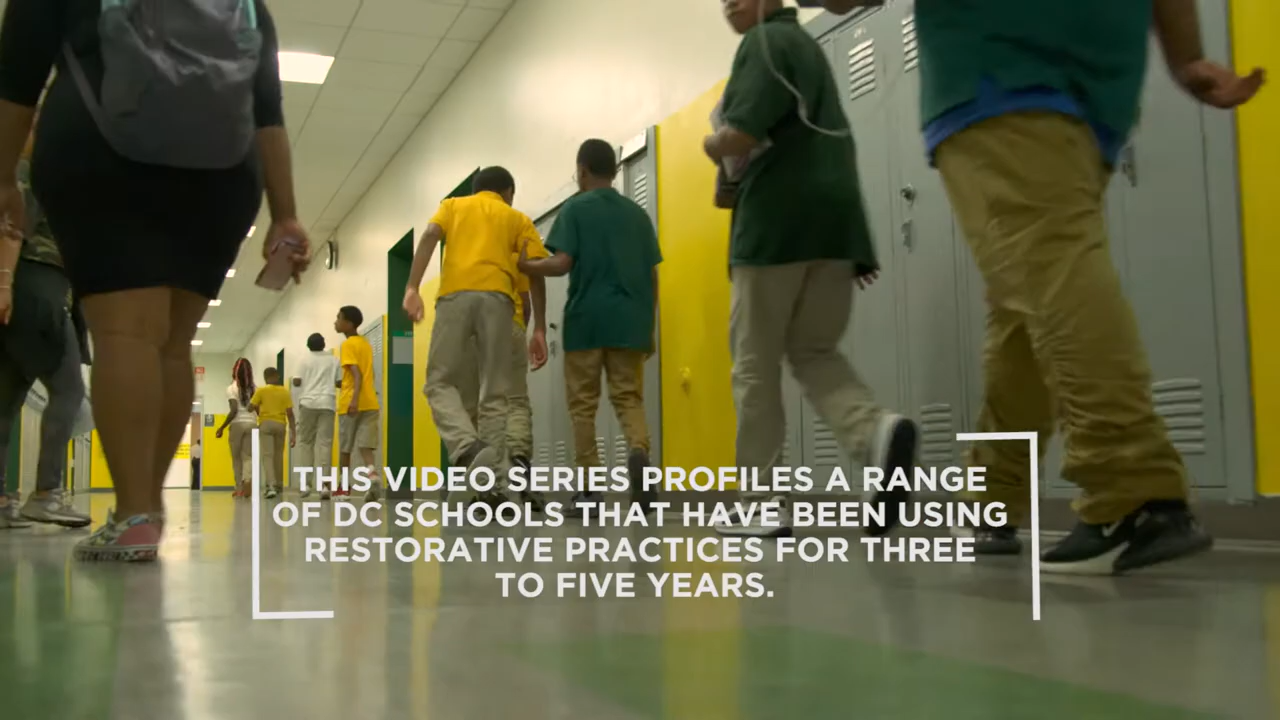 THIS VIDEO SERIES PROFILES A RANGE
OF DC SCHOOLS THAT HAVE BEEN USING
RESTORATIVE PRACTICES FOR THREE
TO FIVE YEARS.